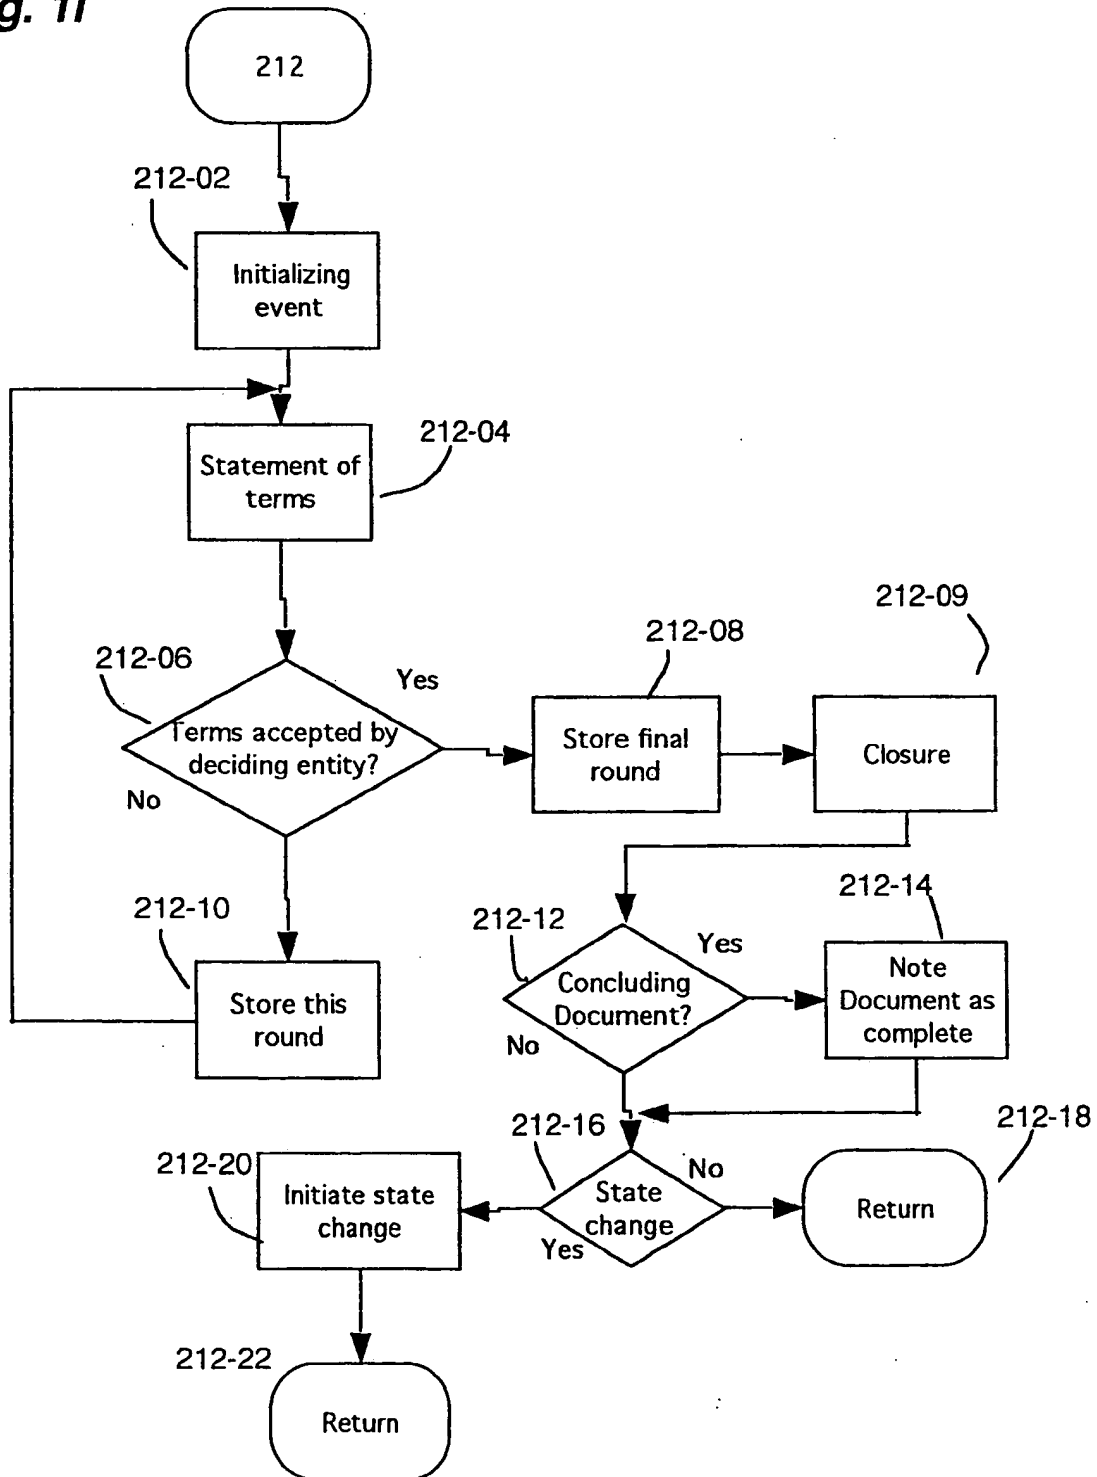 g. 1l
212
212-02
Initializing
event
212-04
Statement of
terms
212-06
Terms accepted by
deciding entity?
Yes
No
212-08
Store final
round
212-09
Closure
212-10
Store this
round
212-12
Concluding
Document?
Yes
No
212-14
Note
Document as
complete
212-16
State
change
No
Yes
212-18
Return
212-20
Initiate state
change
212-22
Return